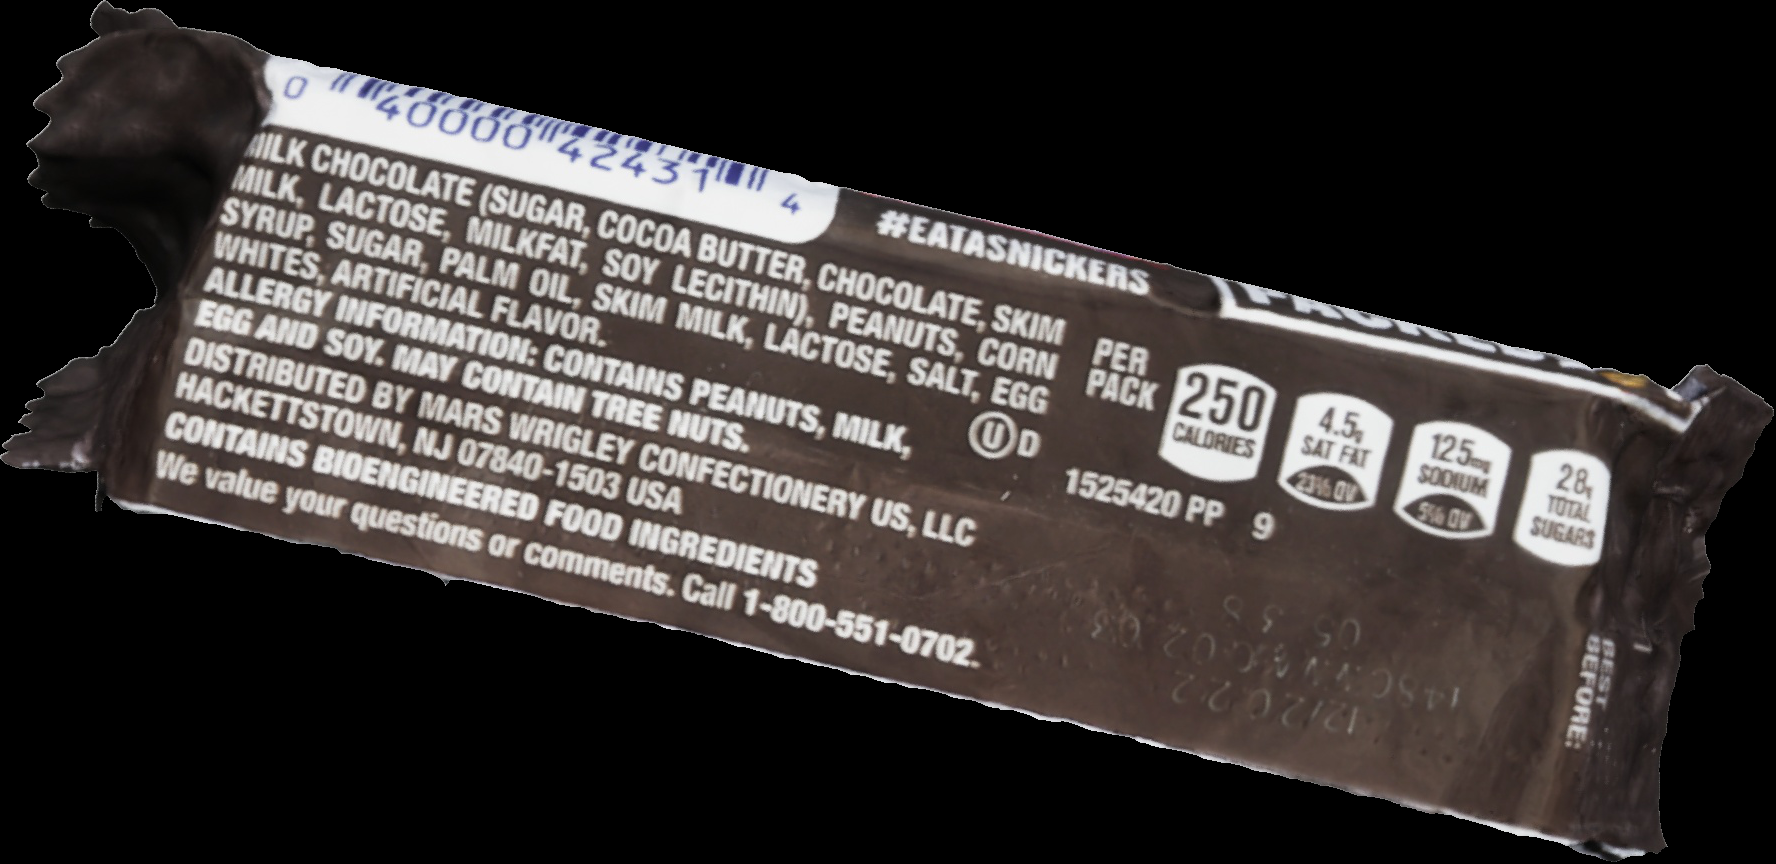 0 40000 42431 4
MILK CHOCOLATE (SUGAR, COCOA BUTTER, CHOCOLATE, SKIM
MILK, LACTOSE, MILKFAT, SOY LECITHIN), PEANUTS, CORN
SYRUP, SUGAR, PALM OIL, SKIM MILK, LACTOSE, SALT, EGG
WHITES, ARTIFICIAL FLAVOR.
ALLERGY INFORMATION: CONTAINS PEANUTS, MILK,
EGG AND SOY. MAY CONTAIN TREE NUTS.
DISTRIBUTED BY MARS WRIGLEY CONFECTIONERY US, LLC
HACKETTSTOWN, NJ 07840-1503 USA
CONTAINS BIOENGINEERED FOOD INGREDIENTS
We value your questions or comments. Call 1-800-551-0702.
U D
#EATASNICKERS
PER
PACK
250
CALORIES
4.5g
SAT FAT
23% DV
125mg
SODIUM
5% DV
28g
TOTAL
SUGARS
1525420 PP 9
BEST
BEFORE:
1
12/2022